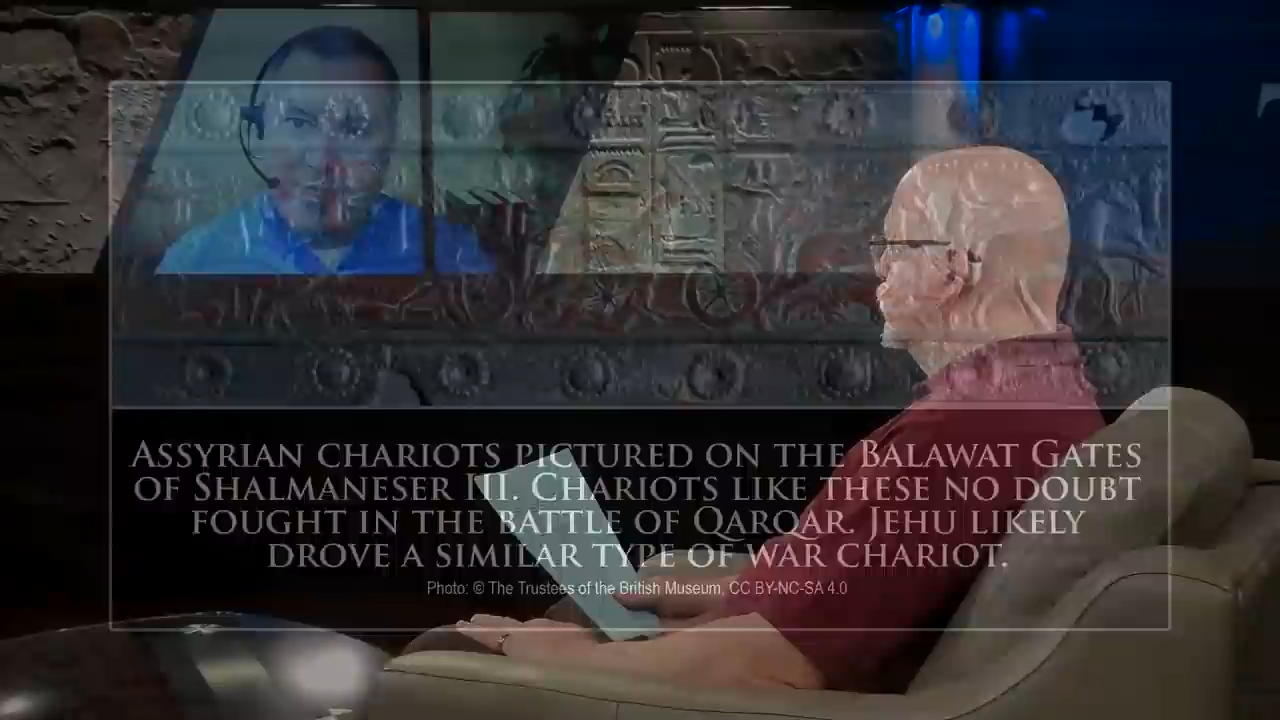 ASSYRIAN CHARIOTS PICTURED ON THE BALAWAT GATES
OF SHALMANESER III. CHARIOTS LIKE THESE NO DOUBT
FOUGHT IN THE BATTLE OF QARQAR. JEHU LIKELY
DROVE A SIMILAR TYPE OF WAR CHARIOT.
Photo: © The Trustees of the British Museum, CC BY-NC-SA 4.0